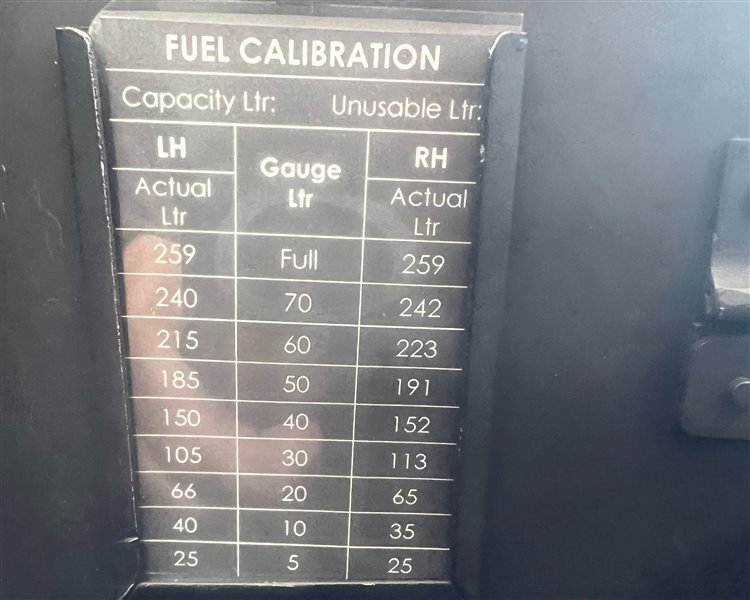 FUEL CALIBRATION
Capacity Ltr: Unusable Ltr:
LH Gauge Ltr RH
Actual Ltr Actual Ltr
259 Full 259
240 70 242
215 60 223
185 50 191
150 40 152
105 30 113
66 20 65
40 10 35
25 5 25